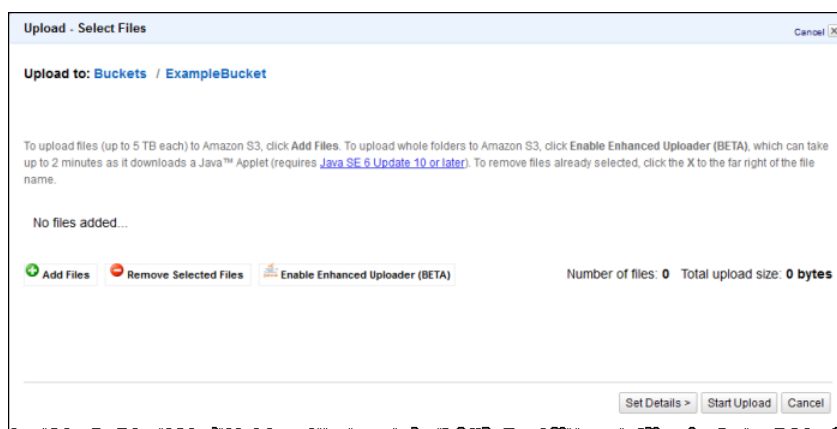 Upload - Select Files
Cancel
Upload to: Buckets / ExampleBucket
To upload files (up to 5 TB each) to Amazon S3, click Add Files. To upload whole folders to Amazon S3, click Enable Enhanced Uploader (BETA), which can take
up to 2 minutes as it downloads a Java™ Applet (requires Java SE 6 Update 10 or later). To remove files already selected, click the X to the far right of the file
name.
No files added...
Add Files Remove Selected Files Enable Enhanced Uploader (BETA) Number of files: 0 Total upload size: 0 bytes
Set Details > Start Upload Cancel